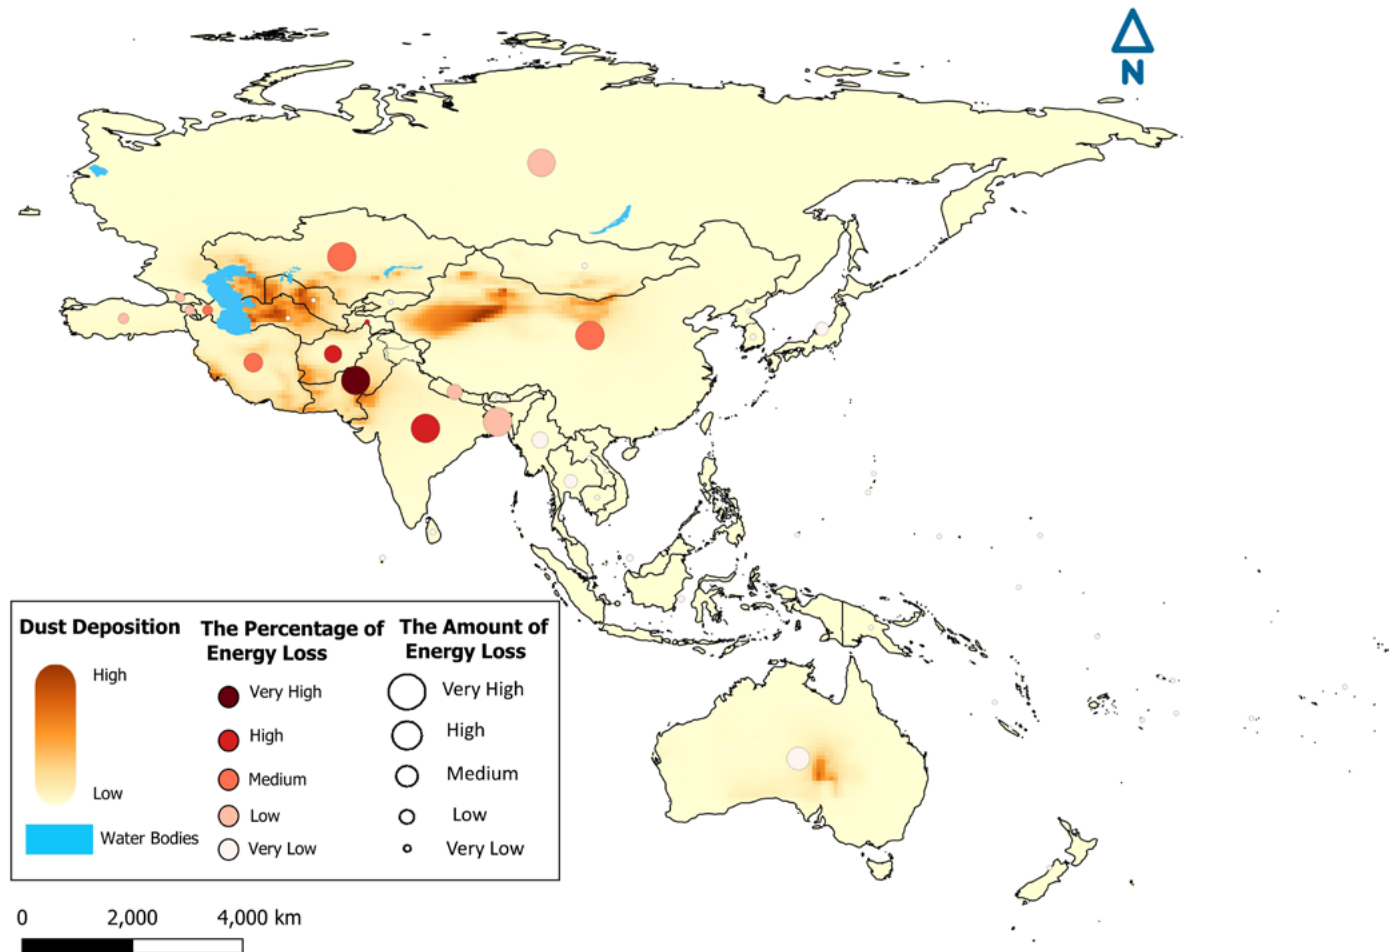 N
Dust Deposition
High
Low
Water Bodies
The Percentage of
Energy Loss
Very High
High
Medium
Low
Very Low
The Amount of
Energy Loss
Very High
High
Medium
Low
Very Low
0 2,000 4,000 km